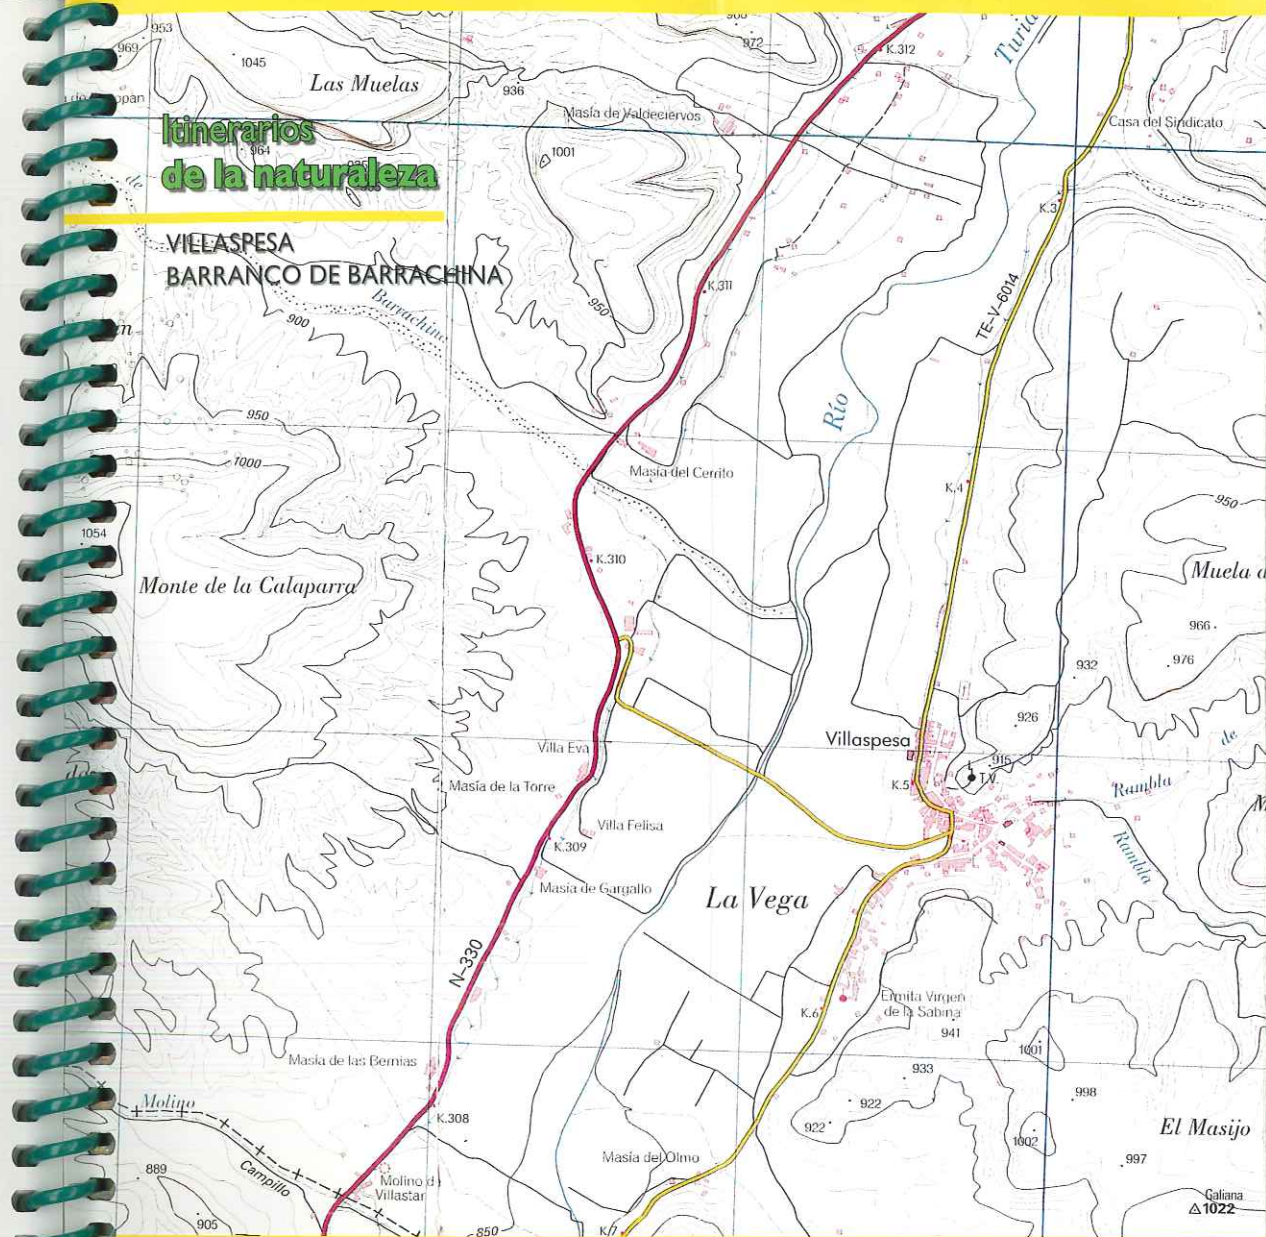 953
969
1045
Las Muelas
936
972
K.312
Turia
Masía de Valdeciervos
Casa del Sindicato
Itinerarios
de la naturaleza
964
1001
de
K.3
VILLASPESA
BARRANCO DE BARRACHINA
Barrachina
900
950
K.311
TE-V-6014
Río
950
1000
Masía del Cerrito
K.4
950
1054
K.310
Monte de la Calaparra
Muela d
966
976
932
926
Villaspesa
915
T.V.
K.5
Villa Eva
Masía de la Torre
Villa Felisa
K.309
Masía de Gargallo
Rambla
de
Rambla
La Vega
N-330
Ermita Virgen
de la Sabina
K.6
941
933
922
922
1001
998
1002
997
El Masijo
Galiana
1022
Masía de las Bernias
K.308
Molino
Campillo
Molino d
Villastar
889
905
850
Masía del Olmo
K.7